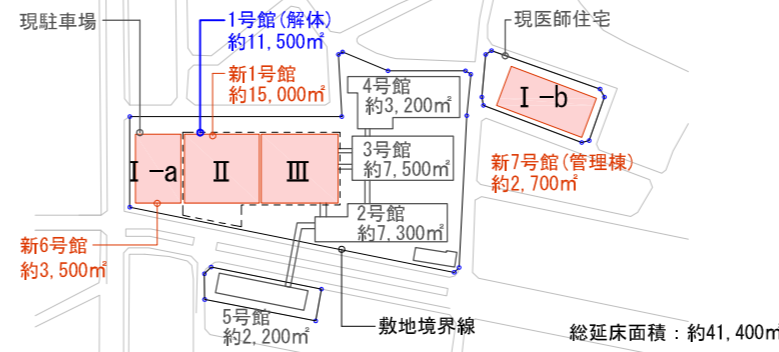 現駐車場
1号館(解体)
約11,500㎡
現医師住宅
新1号館
約15,000㎡
4号館
約3,200㎡
Ⅰ-b
3号館
約7,500㎡
Ⅰ-a
Ⅱ
Ⅲ
新7号館(管理棟)
約2,700㎡
2号館
約7,300㎡
新6号館
約3,500㎡
5号館
約2,200㎡
敷地境界線
総延床面積：約41,400㎡